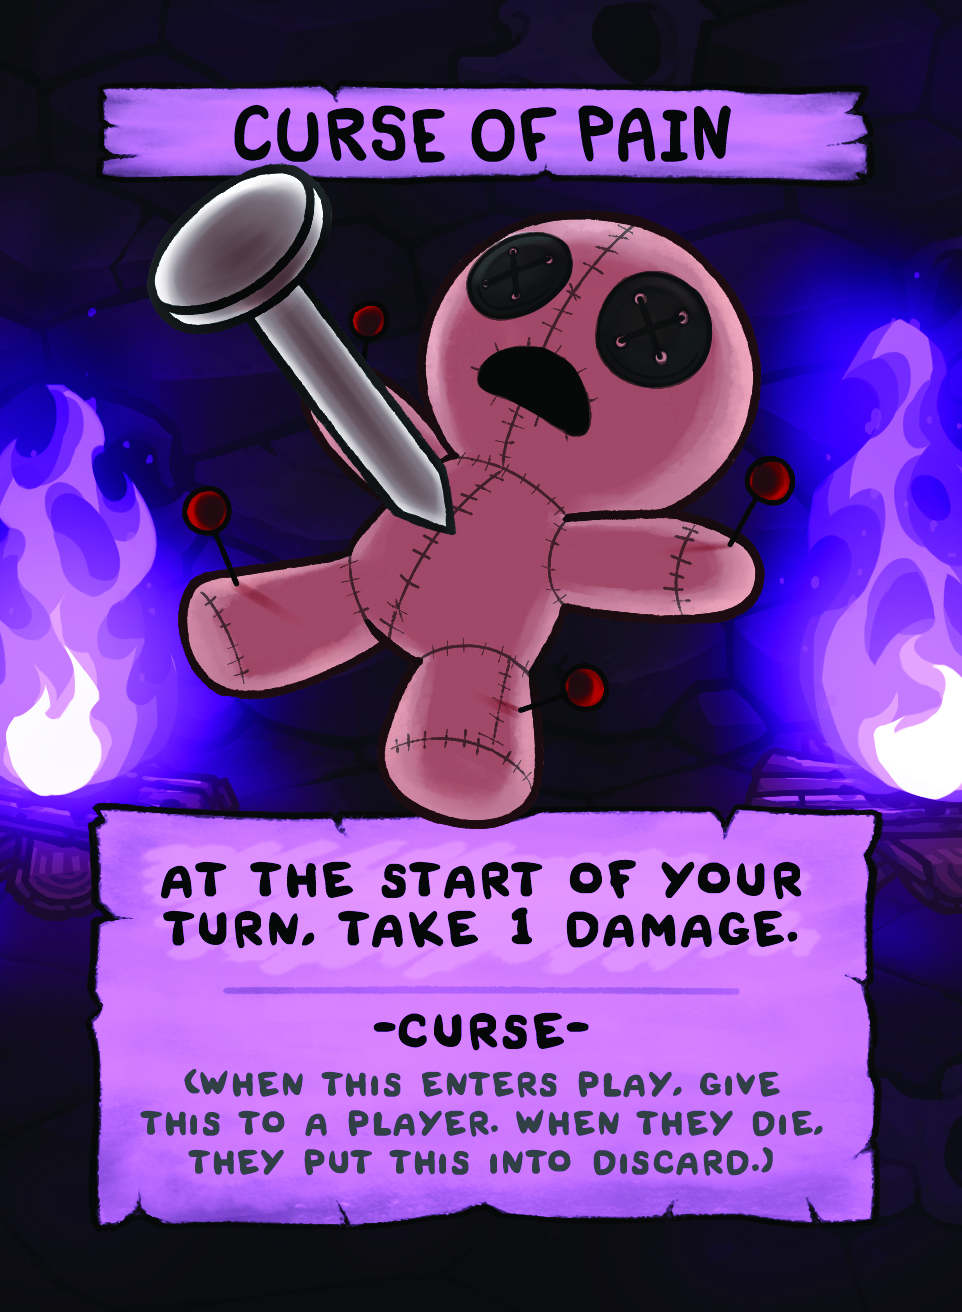 CURSE OF PAIN
AT THE START OF YOUR
TURN, TAKE 1 DAMAGE.
-CURSE-
(WHEN THIS ENTERS PLAY, GIVE
THIS TO A PLAYER. WHEN THEY DIE,
THEY PUT THIS INTO DISCARD.)